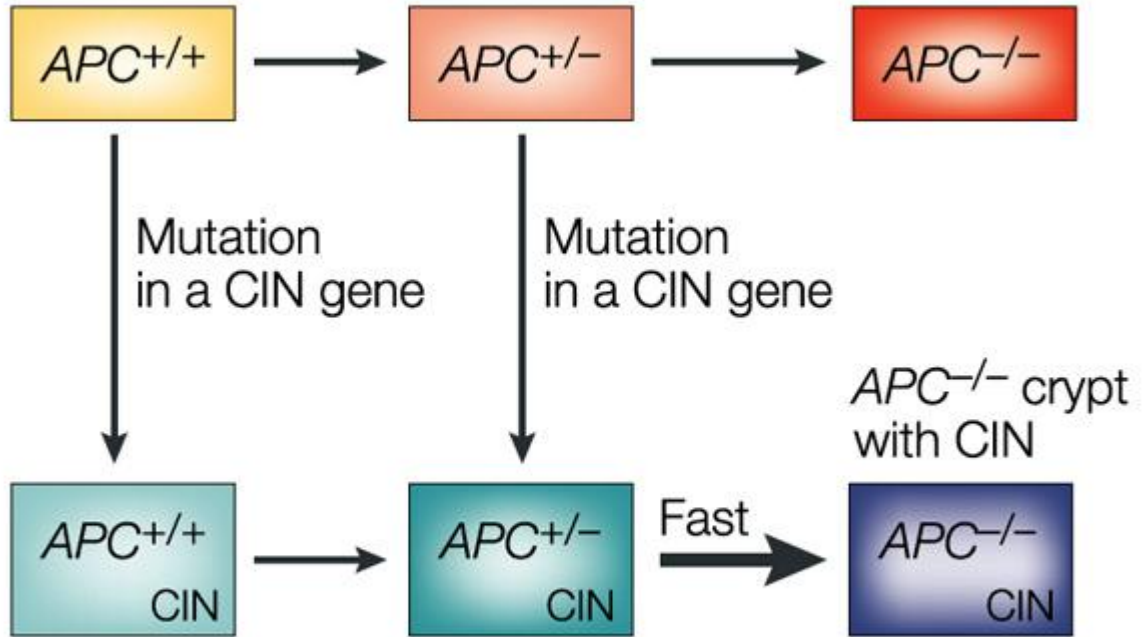 APC+/+
APC+/–
APC–/–
Mutation
in a CIN gene
Mutation
in a CIN gene
APC–/– crypt
with CIN
APC+/+
CIN
APC+/–
CIN
Fast
APC–/–
CIN